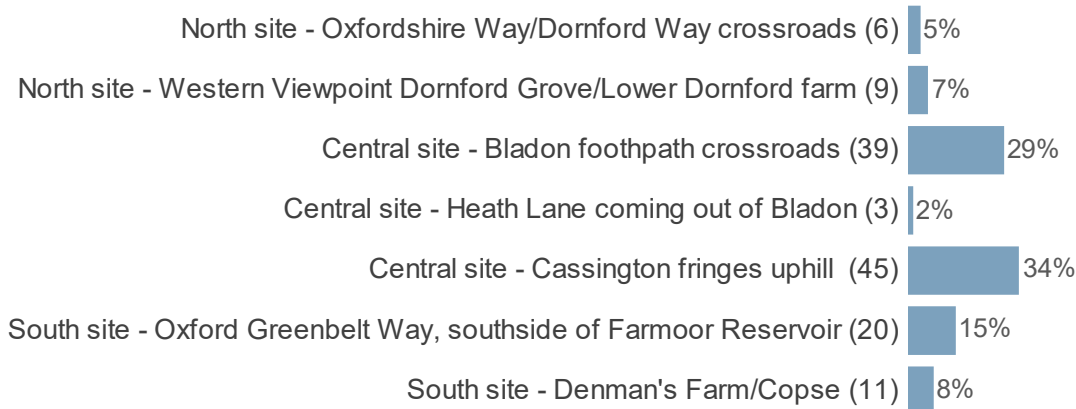 North site - Oxfordshire Way/Dornford Way crossroads (6) 5%
North site - Western Viewpoint Dornford Grove/Lower Dornford farm (9) 7%
Central site - Bladon foothpath crossroads (39) 29%
Central site - Heath Lane coming out of Bladon (3) 2%
Central site - Cassington fringes uphill (45) 34%
South site - Oxford Greenbelt Way, southside of Farmoor Reservoir (20) 15%
South site - Denman's Farm/Copse (11) 8%